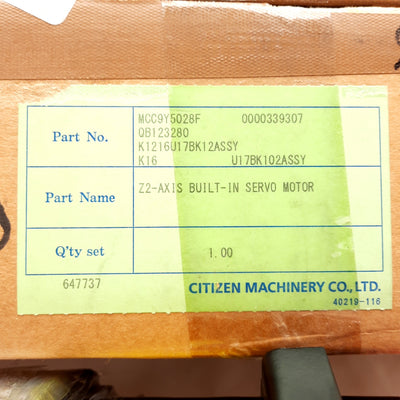 MCC9Y5028F 0000339307
Part No. QB123280
K1216U17BK12ASSY
K16 U17BK102ASSY
Part Name Z2-AXIS BUILT-IN SERVO MOTOR
Q'ty set 1.00
647737 CITIZEN MACHINERY CO., LTD.
40219-116